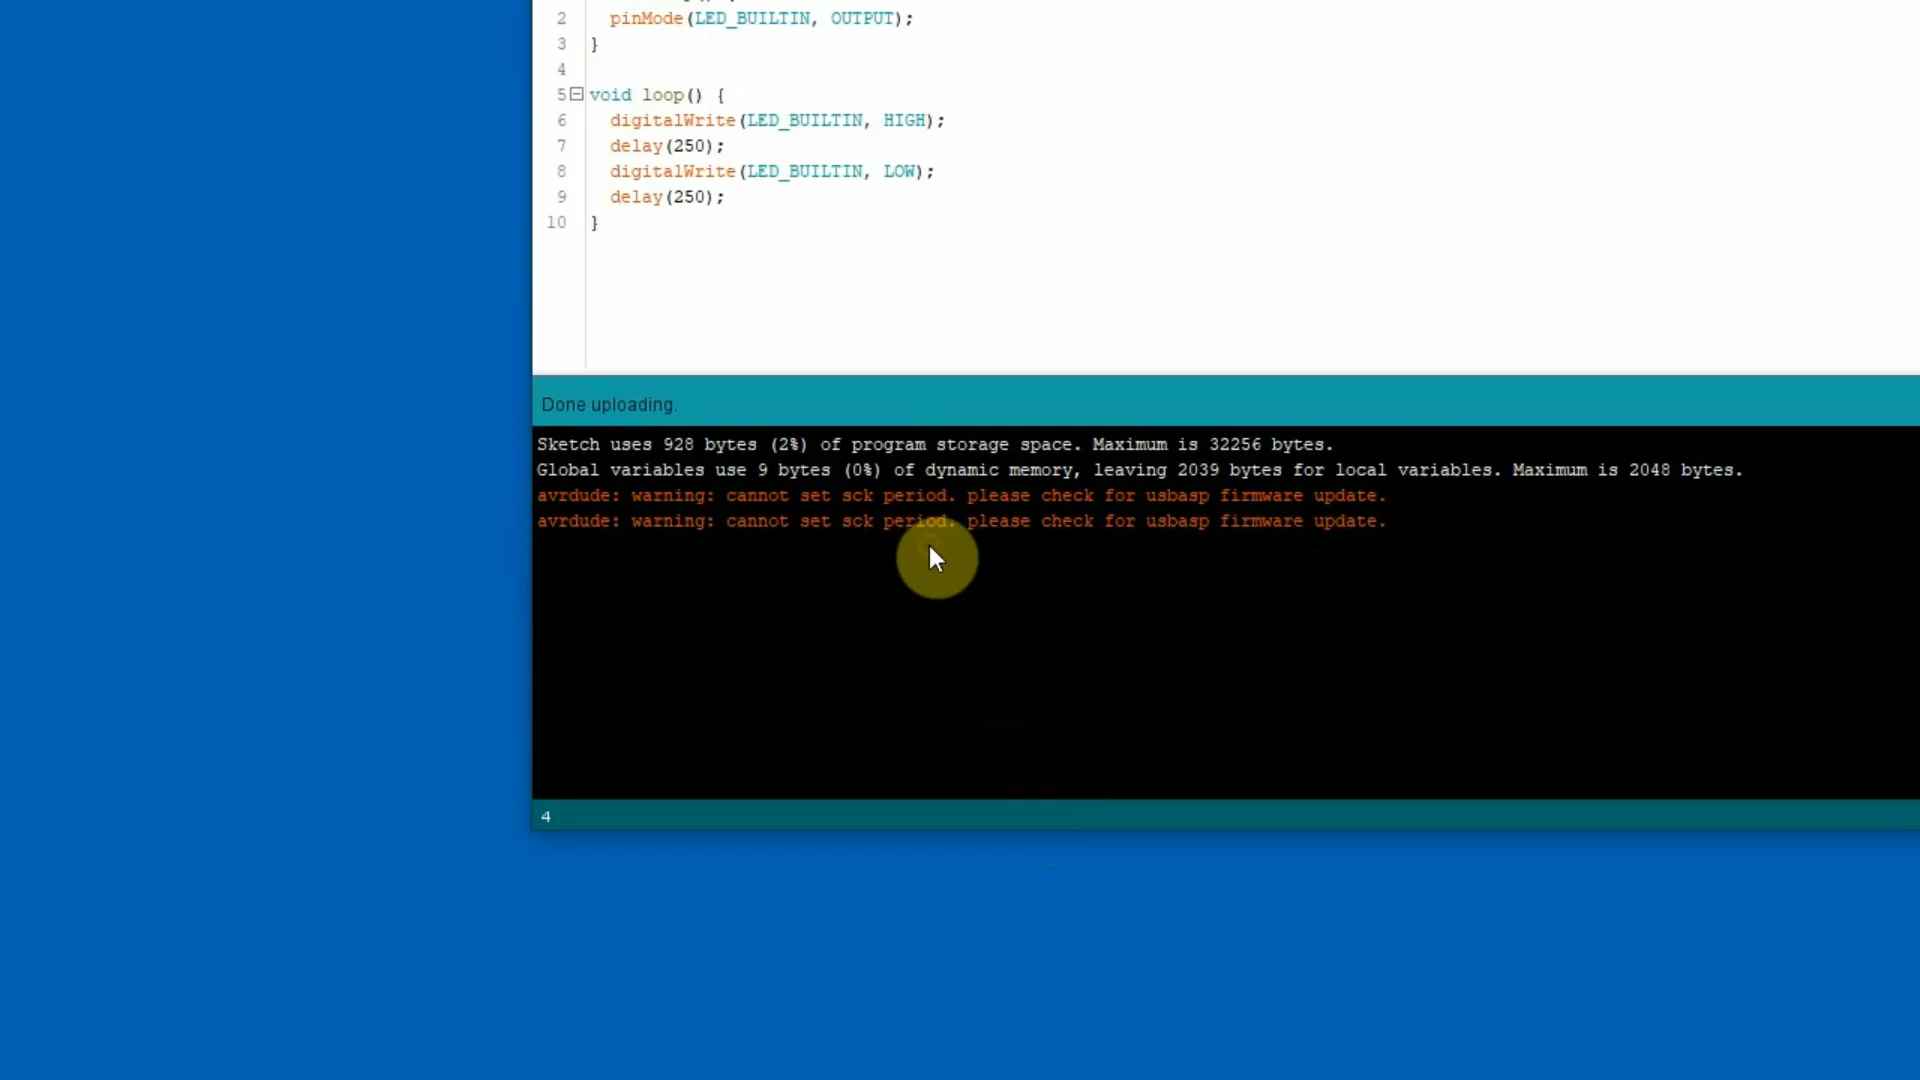 2 pinMode(LED_BUILTIN, OUTPUT);
3 }
4
5 void loop() {
6 digitalWrite(LED_BUILTIN, HIGH);
7 delay(250);
8 digitalWrite(LED_BUILTIN, LOW);
9 delay(250);
10 }
Done uploading.
Sketch uses 928 bytes (2%) of program storage space. Maximum is 32256 bytes.
Global variables use 9 bytes (0%) of dynamic memory, leaving 2039 bytes for local variables. Maximum is 2048 bytes.
avrdude: warning: cannot set sck period. please check for usbasp firmware update.
avrdude: warning: cannot set sck period. please check for usbasp firmware update.
4